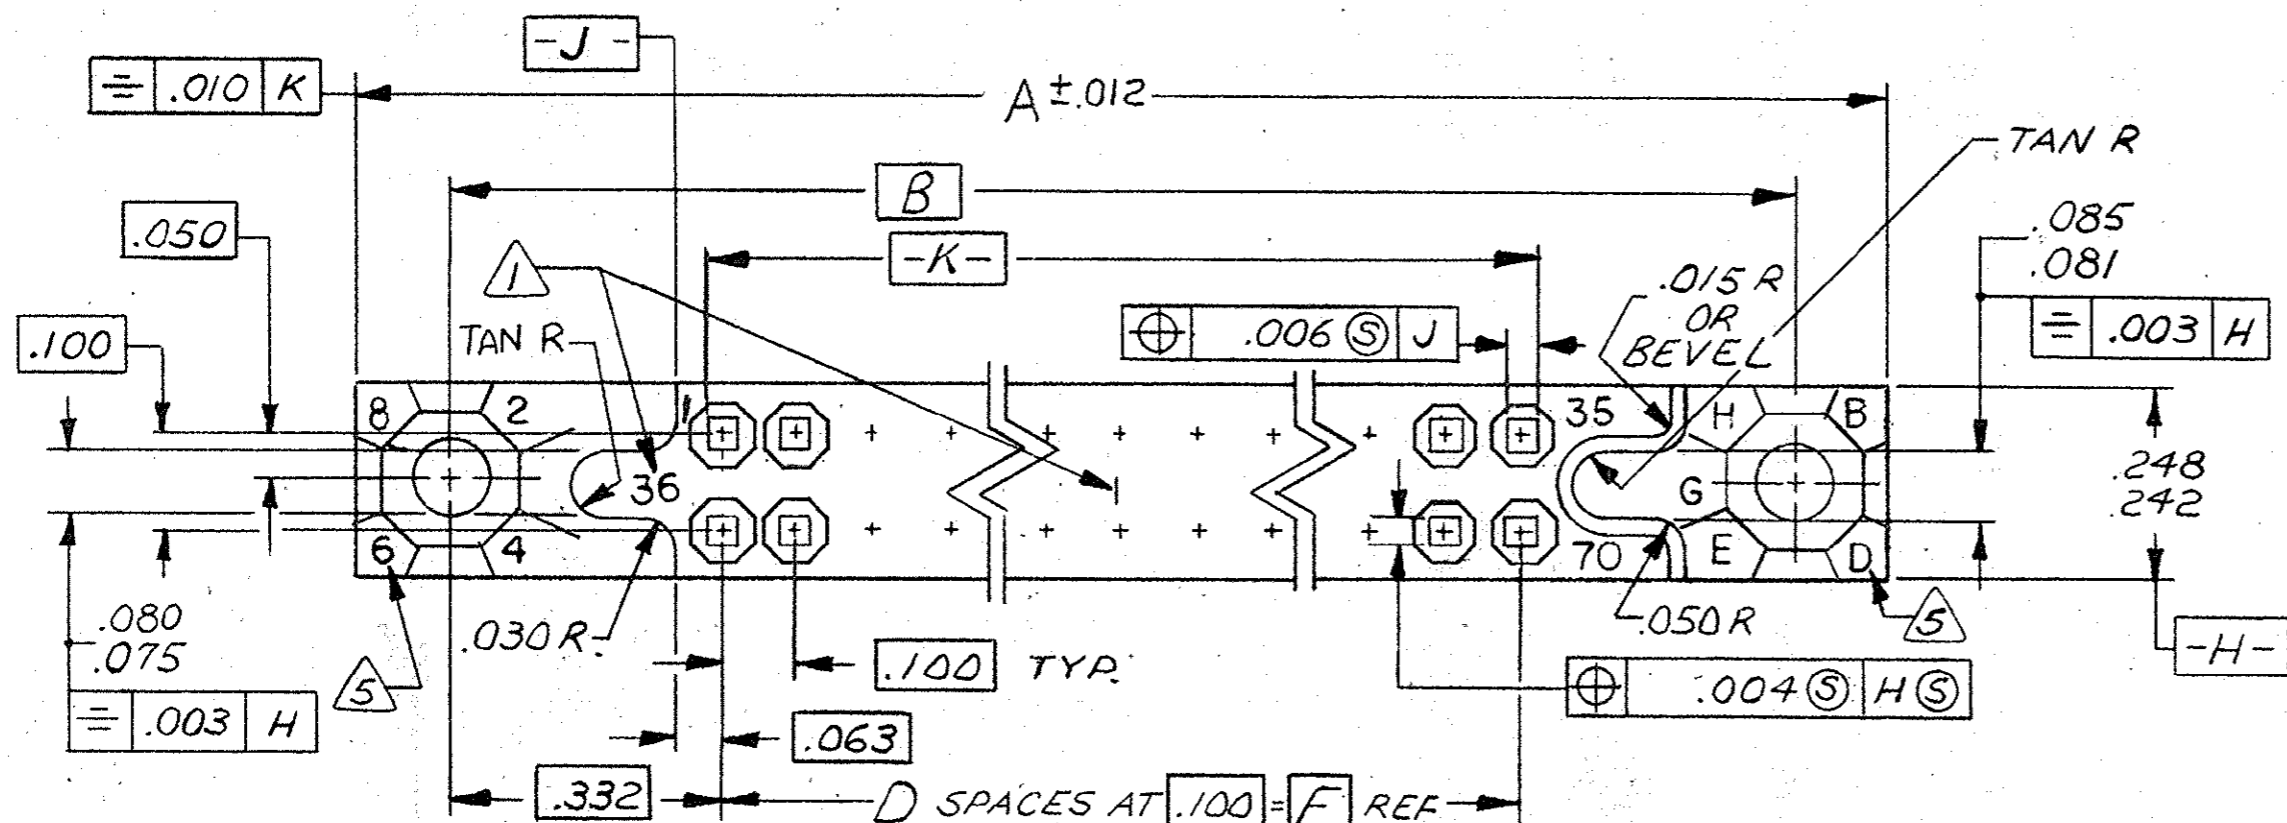 -J-
⌯ .010 K
A ±.012
TAN R
B
.050
.085
.081
1
-K-
.015 R
OR
BEVEL
⌯ .003 H
TAN R
⌖ .006 Ⓢ J
.100
8 2 1 35 H B
36 G
6 4 70 E D
.248
.242
.080
.075
.030 R
.050 R
5
-H-
5
.100 TYP.
⌖ .004 Ⓢ H Ⓢ
⌯ .003 H
.063
.332
D SPACES AT .100 = F REF